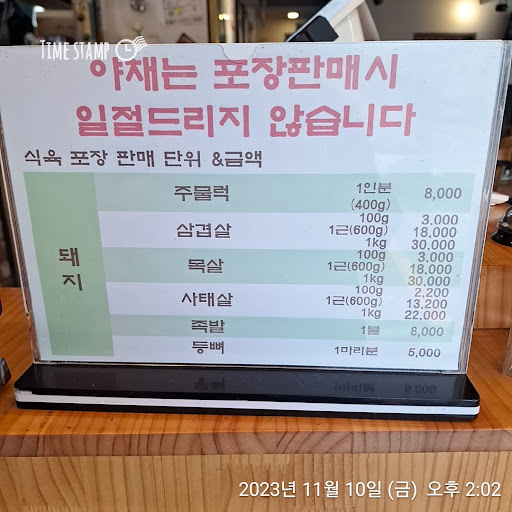 TIME STAMP
야채는 포장판매시
일절드리지 않습니다
식육 포장 판매 단위 &금액
돼지
주물럭 1인분 (400g) 8,000
삼겹살 100g 3,000
1근(600g) 18,000
1kg 30,000
목살 100g 3,000
1근(600g) 18,000
1kg 30,000
사태살 100g 2,200
1근(600g) 13,200
1kg 22,000
족발 1벌 8,000
등뼈 1마리분 5,000
2023년 11월 10일 (금) 오후 2:02